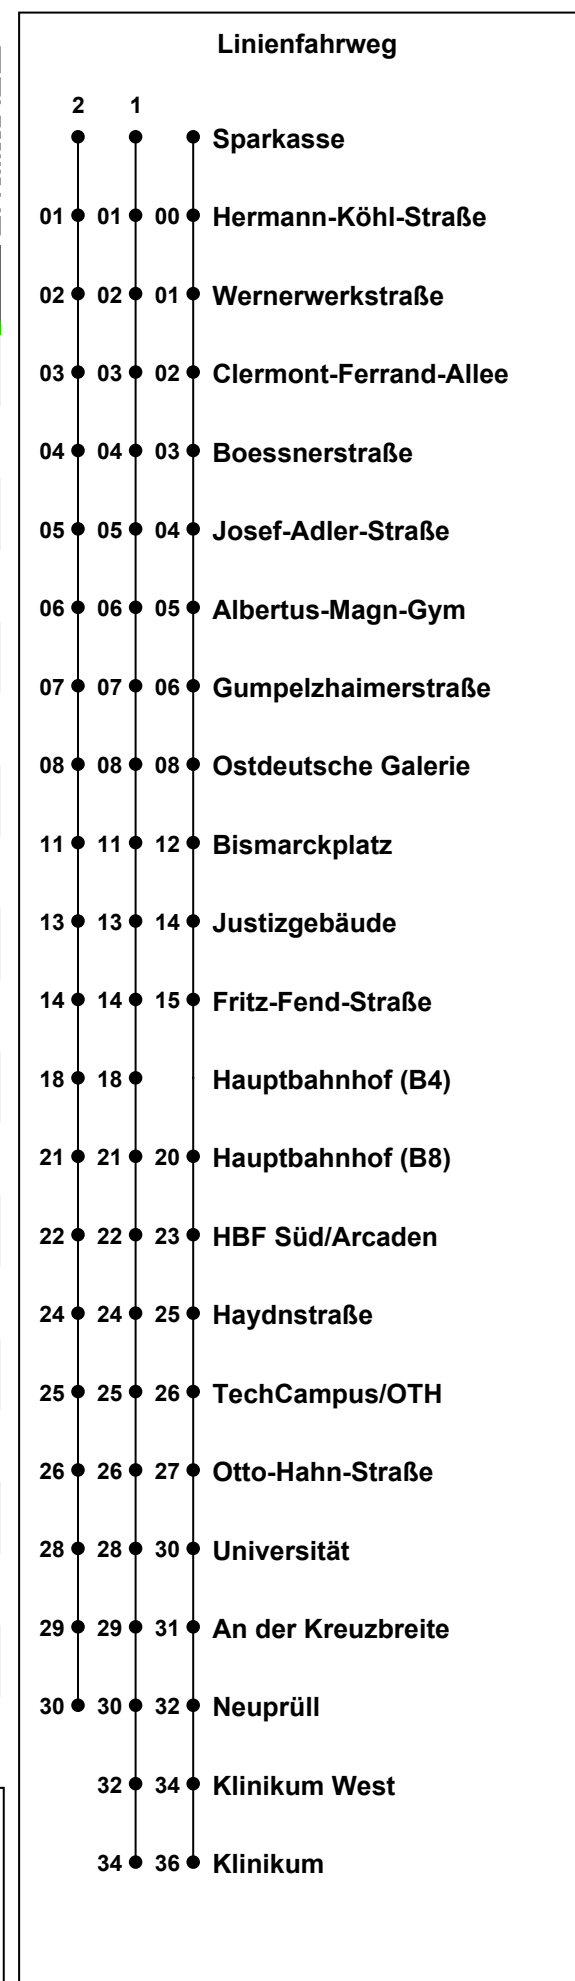 Linienfahrweg
2 1
Sparkasse
01 01 00 Hermann-Köhl-Straße
02 02 01 Wernerwerkstraße
03 03 02 Clermont-Ferrand-Allee
04 04 03 Boessnerstraße
05 05 04 Josef-Adler-Straße
06 06 05 Albertus-Magn-Gym
07 07 06 Gumpelzhaimerstraße
08 08 08 Ostdeutsche Galerie
11 11 12 Bismarckplatz
13 13 14 Justizgebäude
14 14 15 Fritz-Fend-Straße
18 18 Hauptbahnhof (B4)
21 21 20 Hauptbahnhof (B8)
22 22 23 HBF Süd/Arcaden
24 24 25 Haydnstraße
25 25 26 TechCampus/OTH
26 26 27 Otto-Hahn-Straße
28 28 30 Universität
29 29 31 An der Kreuzbreite
30 30 32 Neuprüll
32 34 Klinikum West
34 36 Klinikum